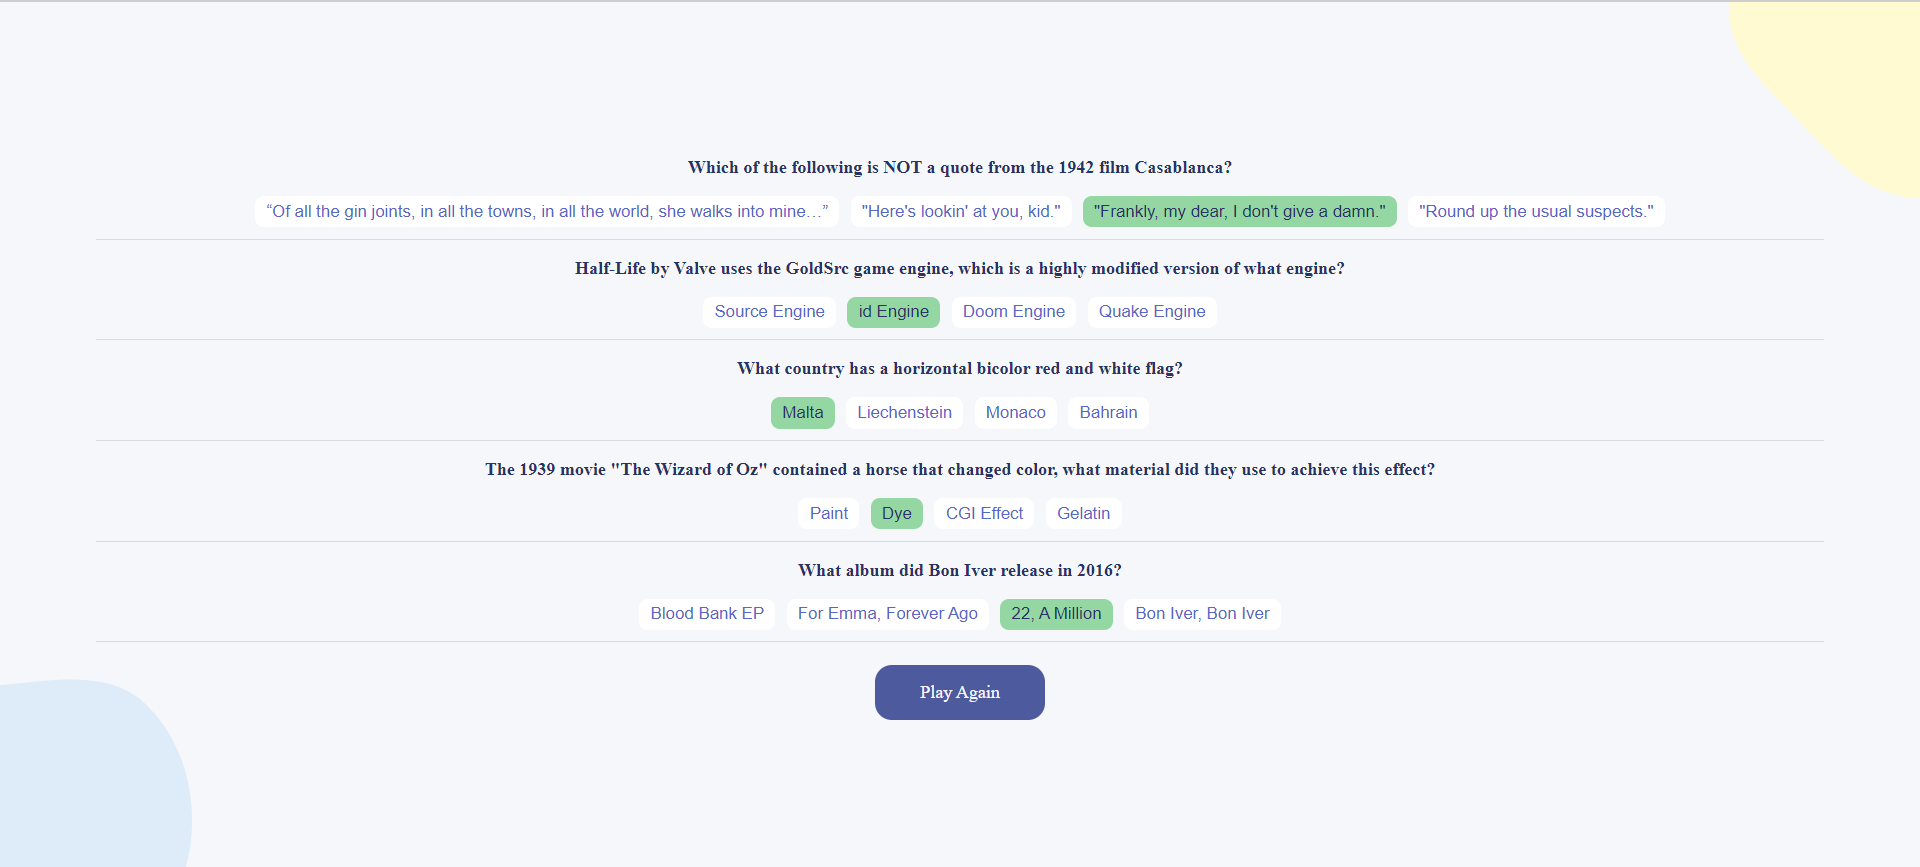 Which of the following is NOT a quote from the 1942 film Casablanca?
“Of all the gin joints, in all the towns, in all the world, she walks into mine…” "Here's lookin' at you, kid." "Frankly, my dear, I don't give a damn." "Round up the usual suspects."
Half-Life by Valve uses the GoldSrc game engine, which is a highly modified version of what engine?
Source Engine id Engine Doom Engine Quake Engine
What country has a horizontal bicolor red and white flag?
Malta Liechenstein Monaco Bahrain
The 1939 movie "The Wizard of Oz" contained a horse that changed color, what material did they use to achieve this effect?
Paint Dye CGI Effect Gelatin
What album did Bon Iver release in 2016?
Blood Bank EP For Emma, Forever Ago 22, A Million Bon Iver, Bon Iver
Play Again